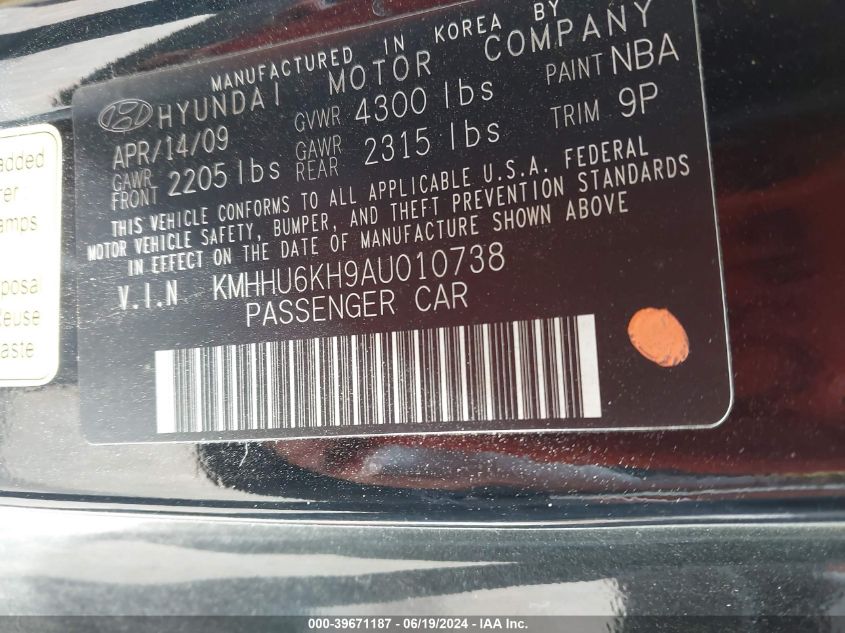 MANUFACTURED IN KOREA BY
HYUNDAI MOTOR COMPANY
APR/14/09 GVWR 4300 lbs PAINT NBA
GAWR FRONT 2205 lbs GAWR REAR 2315 lbs TRIM 9P
THIS VEHICLE CONFORMS TO ALL APPLICABLE U.S.A. FEDERAL
MOTOR VEHICLE SAFETY, BUMPER, AND THEFT PREVENTION STANDARDS
IN EFFECT ON THE DATE OF MANUFACTURE SHOWN ABOVE
V.I.N KMHHU6KH9AU010738
PASSENGER CAR
added
amps
aste
000-39671187 - 06/19/2024 - IAA Inc.